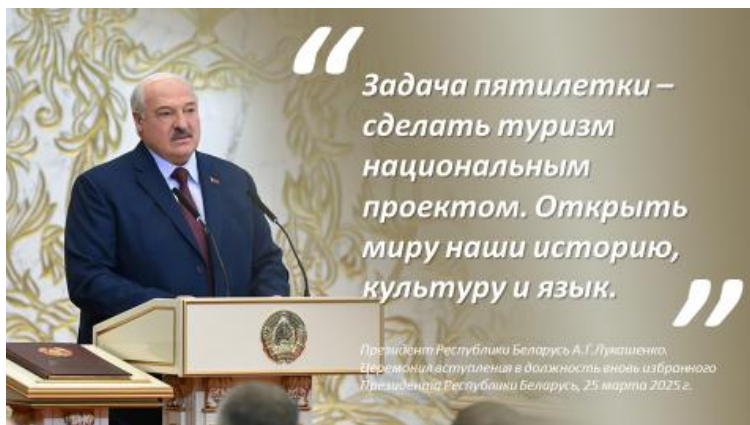 “
Задача пятилетки –
сделать туризм
национальным
проектом. Открыть
миру наши историю,
культуру и язык.
”
Президент Республики Беларусь А.Г.Лукашенко.
Церемония вступления в должность вновь избранного
Президента Республики Беларусь, 25 марта 2025 г.